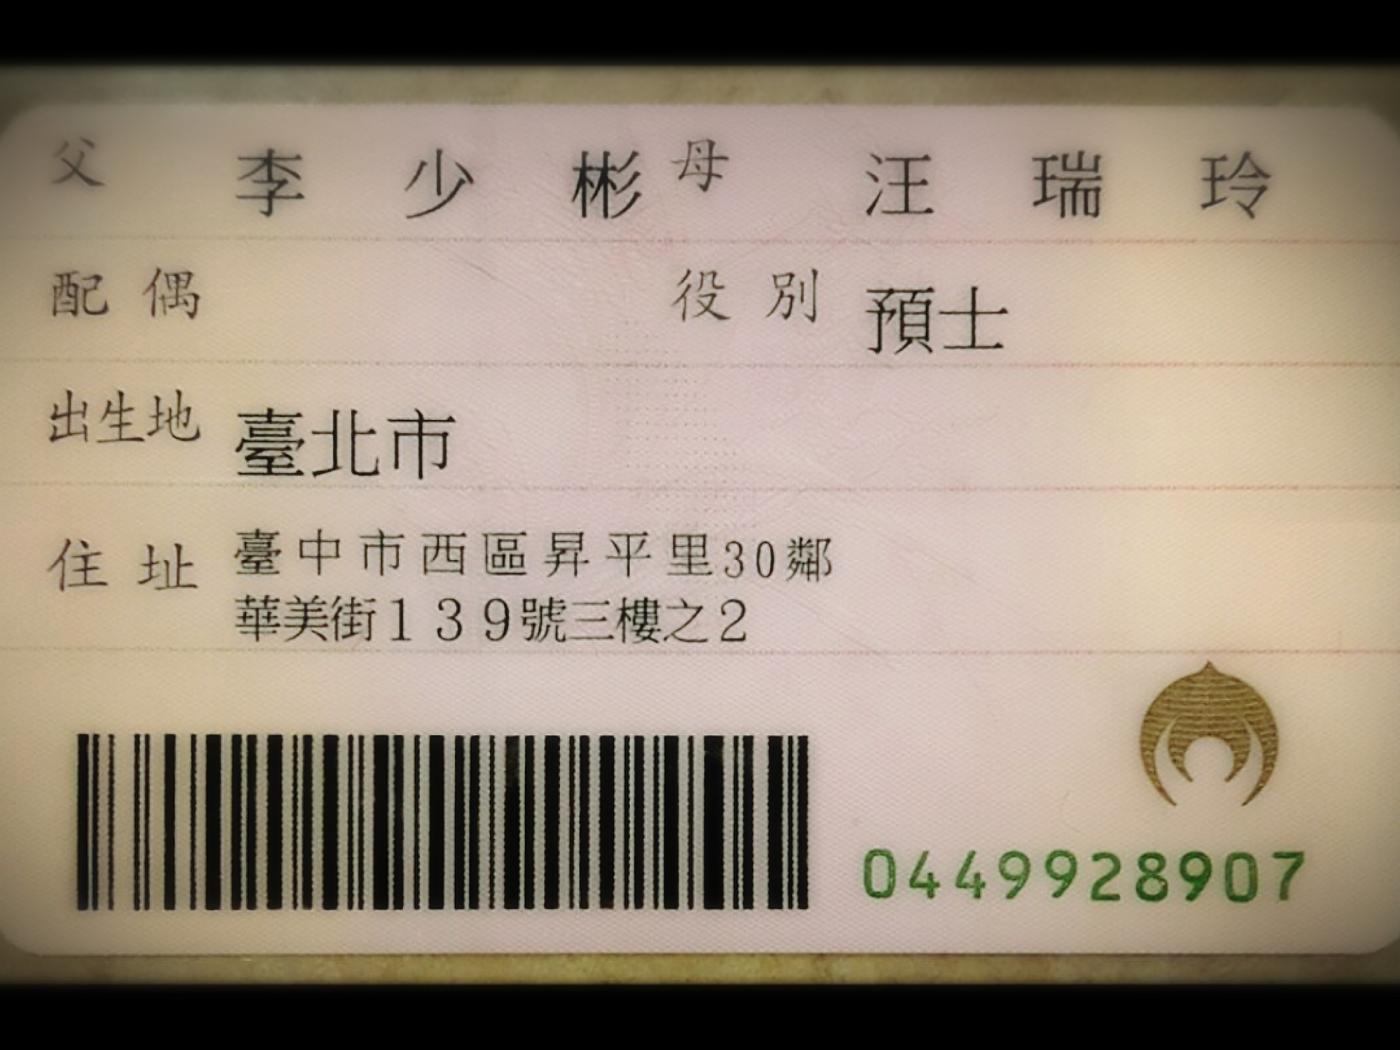 父 李少彬 母 汪瑞玲
配偶 役別 預士
出生地 臺北市
住址 臺中市西區昇平里30鄰
華美街139號三樓之2
0449928907